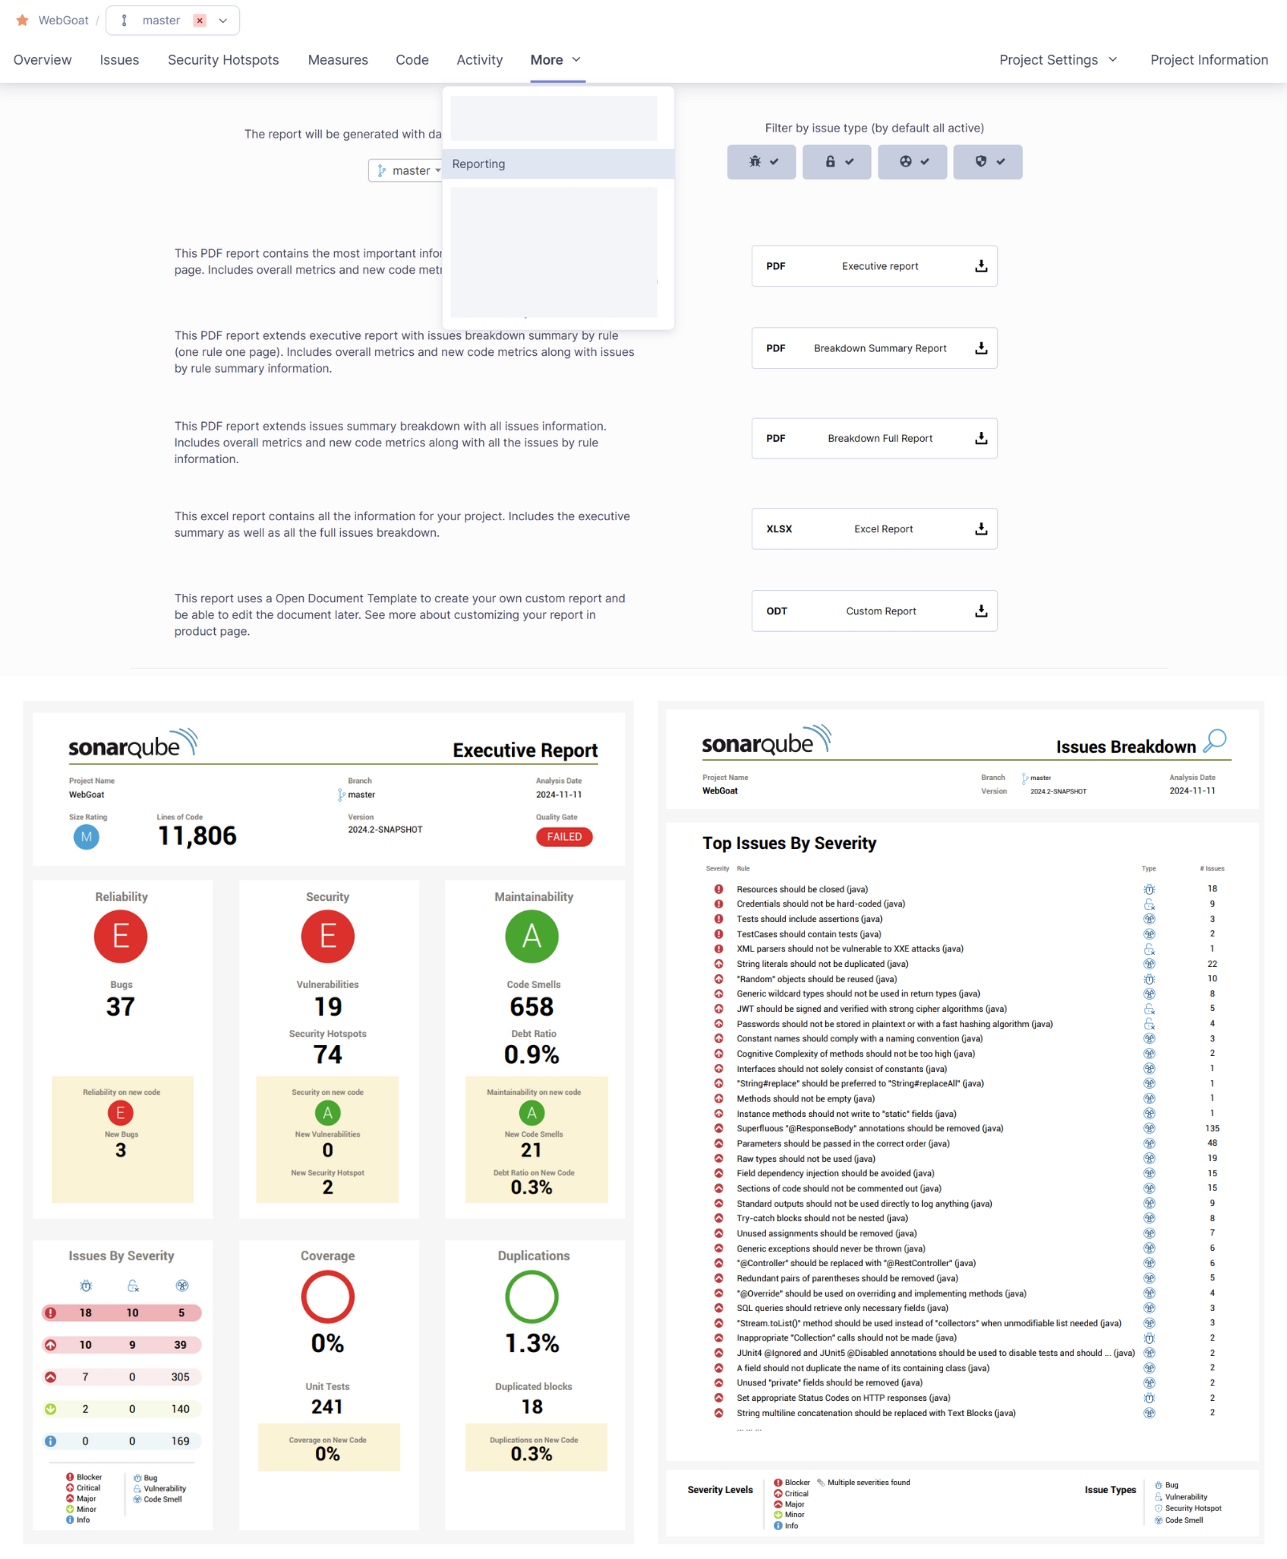 WebGoat / master
Overview Issues Security Hotspots Measures Code Activity More Project Settings Project Information
The report will be generated with da
master
Reporting
Filter by issue type (by default all active)
This PDF report contains the most important infor
page. Includes overall metrics and new code metr
PDF Executive report
This PDF report extends executive report with issues breakdown summary by rule
(one rule one page). Includes overall metrics and new code metrics along with issues
by rule summary information.
PDF Breakdown Summary Report
This PDF report extends issues summary breakdown with all issues information.
Includes overall metrics and new code metrics along with all the issues by rule
information.
PDF Breakdown Full Report
This excel report contains all the information for your project. Includes the executive
summary as well as all the full issues breakdown.
XLSX Excel Report
This report uses a Open Document Template to create your own custom report and
be able to edit the document later. See more about customizing your report in
product page.
ODT Custom Report
sonarqube Executive Report
Project Name Branch Analysis Date
WebGoat master 2024-11-11
Size Rating Lines of Code Version Quality Gate
M 11,806 2024.2-SNAPSHOT FAILED
Reliability
E
Bugs
37
Reliability on new code
E
New Bugs
3
Security
E
Vulnerabilities
19
Security Hotspots
74
Security on new code
A
New Vulnerabilities
0
New Security Hotspot
2
Maintainability
A
Code Smells
658
Debt Ratio
0.9%
Maintainability on new code
A
New Code Smells
21
Debt Ratio on New Code
0.3%
Issues By Severity
18 10 5
10 9 39
7 0 305
2 0 140
0 0 169
Blocker Bug
Critical Vulnerability
Major Code Smell
Minor
Info
Coverage
0%
Unit Tests
241
Coverage on New Code
0%
Duplications
1.3%
Duplicated blocks
18
Duplications on New Code
0.3%
sonarqube Issues Breakdown
Project Name Branch master Analysis Date
WebGoat Version 2024.2-SNAPSHOT 2024-11-11
Top Issues By Severity
Severity Rule Type # Issues
Resources should be closed (java) 18
Credentials should not be hard-coded (java) 9
Tests should include assertions (java) 3
TestCases should contain tests (java) 2
XML parsers should not be vulnerable to XXE attacks (java) 1
String literals should not be duplicated (java) 22
"Random" objects should be reused (java) 10
Generic wildcard types should not be used in return types (java) 8
JWT should be signed and verified with strong cipher algorithms (java) 5
Passwords should not be stored in plaintext or with a fast hashing algorithm (java) 4
Constant names should comply with a naming convention (java) 3
Cognitive Complexity of methods should not be too high (java) 2
Interfaces should not solely consist of constants (java) 1
"String#replace" should be preferred to "String#replaceAll" (java) 1
Methods should not be empty (java) 1
Instance methods should not write to "static" fields (java) 1
Superfluous "@ResponseBody" annotations should be removed (java) 135
Parameters should be passed in the correct order (java) 48
Raw types should not be used (java) 19
Field dependency injection should be avoided (java) 15
Sections of code should not be commented out (java) 15
Standard outputs should not be used directly to log anything (java) 9
Try-catch blocks should not be nested (java) 8
Unused assignments should be removed (java) 7
Generic exceptions should never be thrown (java) 6
"@Controller" should be replaced with "@RestController" (java) 6
Redundant pairs of parentheses should be removed (java) 5
"@Override" should be used on overriding and implementing methods (java) 4
SQL queries should retrieve only necessary fields (java) 3
"Stream.toList()" method should be used instead of "collectors" when unmodifiable list needed (java) 3
Inappropriate "Collection" calls should not be made (java) 2
JUnit4 @Ignored and JUnit5 @Disabled annotations should be used to disable tests and should ... (java) 2
A field should not duplicate the name of its containing class (java) 2
Unused "private" fields should be removed (java) 2
Set appropriate Status Codes on HTTP responses (java) 2
String multiline concatenation should be replaced with Text Blocks (java) 2
... ... ...
Severity Levels
Blocker Multiple severities found
Critical
Major
Minor
Info
Issue Types
Bug
Vulnerability
Security Hotspot
Code Smell